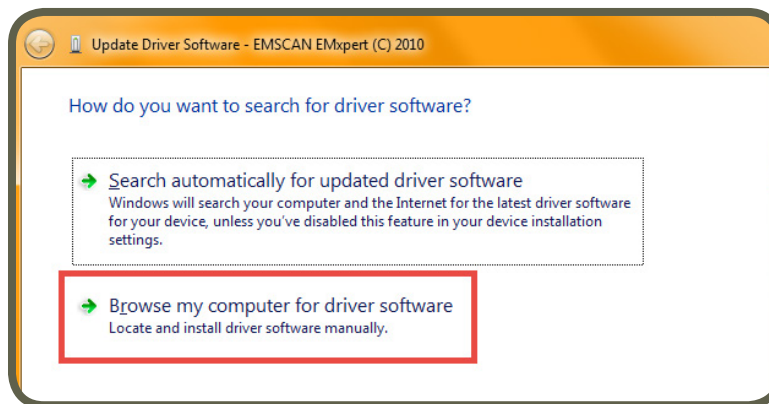 Update Driver Software - EMSCAN EMxpert (C) 2010
How do you want to search for driver software?
Search automatically for updated driver software
Windows will search your computer and the Internet for the latest driver software
for your device, unless you've disabled this feature in your device installation
settings.
Browse my computer for driver software
Locate and install driver software manually.